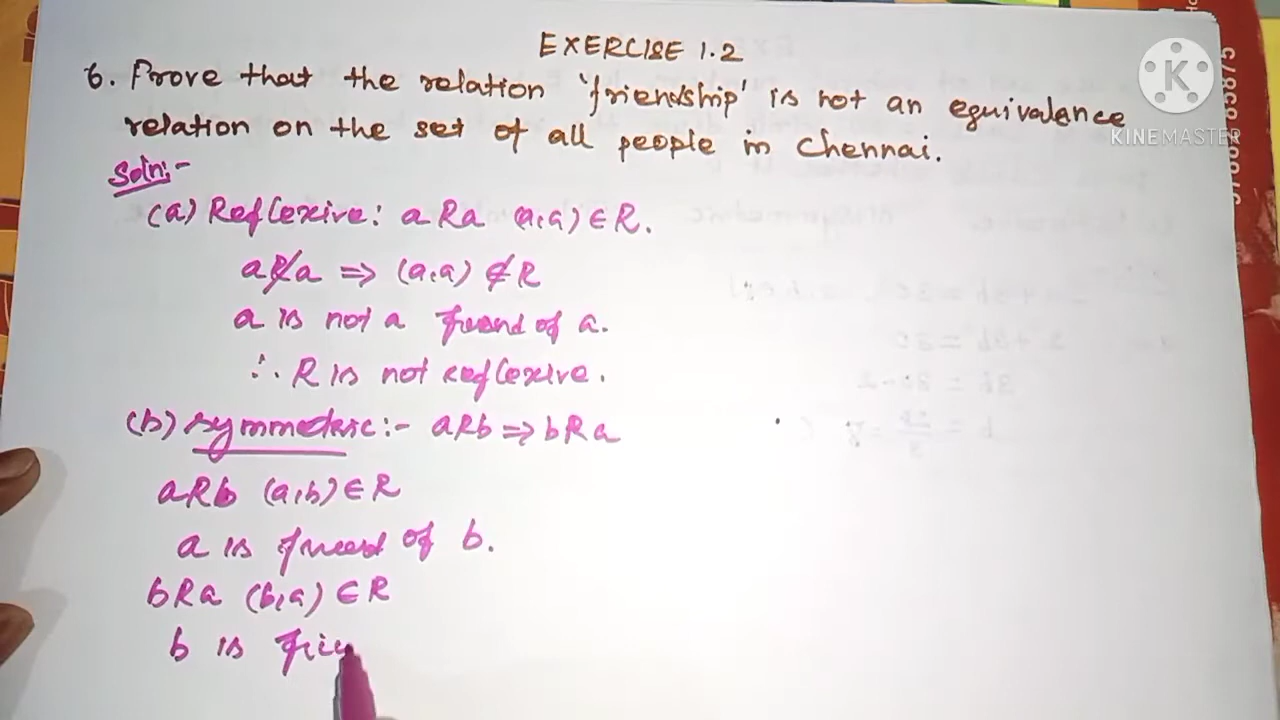 EXERCISE 1.2
6. Prove that the relation 'friendship' is not an equivalence
relation on the set of all people in Chennai.
Soln:-
(a) Reflexive: aRa (a,a) ∈ R.
aR̸a ⇒ (a,a) ∉ R
a is not a friend of a.
∴ R is not reflexive.
(b) Symmetric:- aRb ⇒ bRa
aRb (a,b) ∈ R
a is friend of b.
bRa (b,a) ∈ R
b is frie
K
KINEMASTER